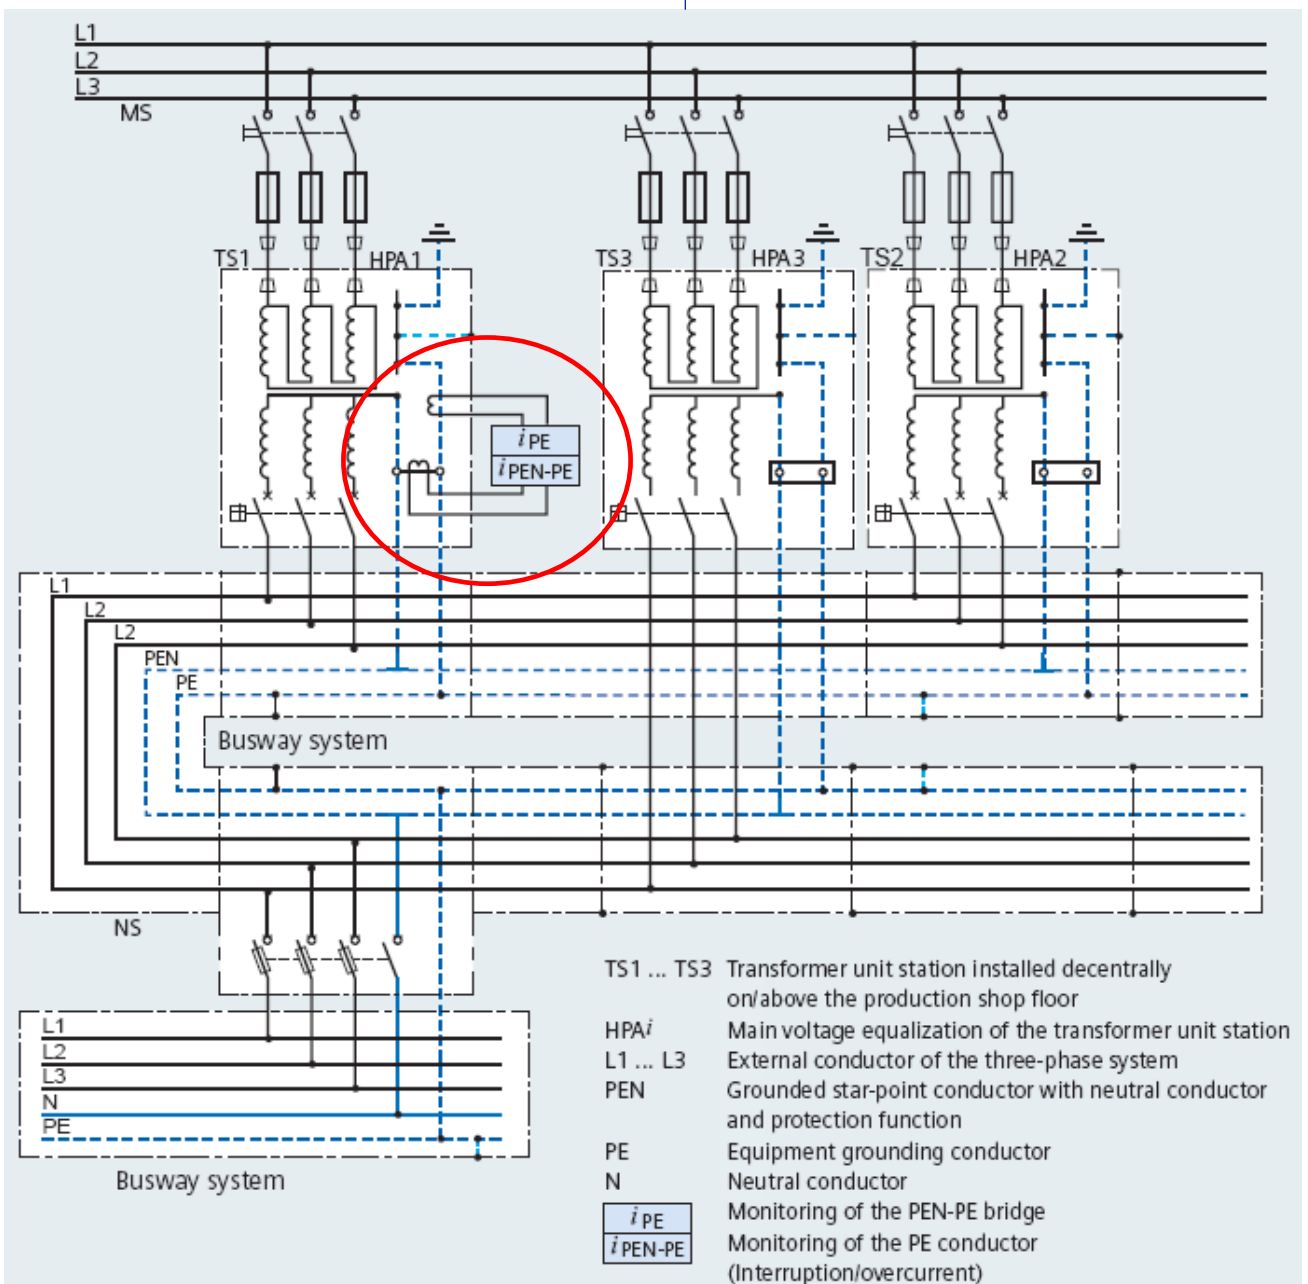 L1
L2
L3
MS
TS1
HPA1
TS3
HPA3
TS2
HPA2
i PE
i PEN-PE
L1
L2
L2
PEN
PE
Busway system
NS
L1
L2
L3
N
PE
Busway system
TS1 ... TS3 Transformer unit station installed decentrally
on/above the production shop floor
HPAi Main voltage equalization of the transformer unit station
L1 ... L3 External conductor of the three-phase system
PEN Grounded star-point conductor with neutral conductor
and protection function
PE Equipment grounding conductor
N Neutral conductor
i PE Monitoring of the PEN-PE bridge
i PEN-PE Monitoring of the PE conductor
(Interruption/overcurrent)